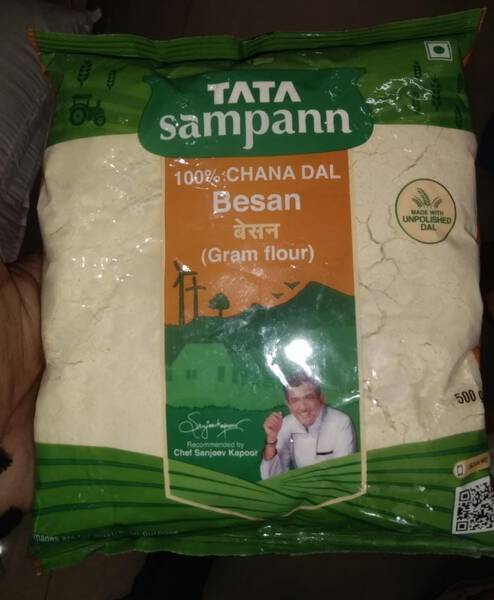 TATA
sampann
100% CHANA DAL
Besan
बेसन
(Gram flour)
MADE WITH
UNPOLISHED
DAL
500 g
Recommended by
Chef Sanjeev Kapoor